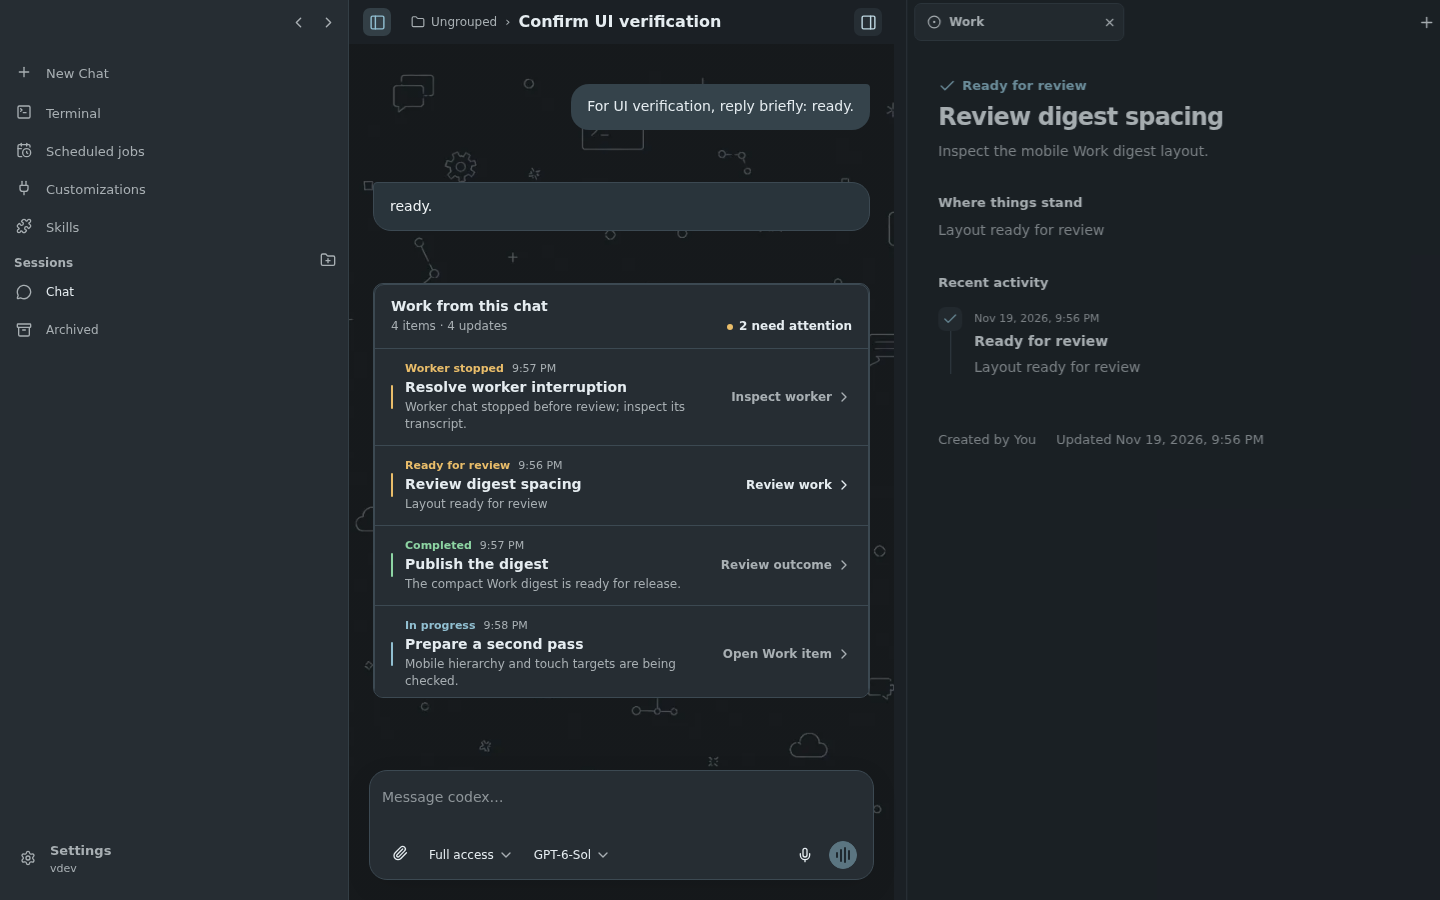 New Chat
Terminal
Scheduled jobs
Customizations
Skills
Sessions
Chat
Archived
Settings
vdev
Ungrouped › Confirm UI verification
For UI verification, reply briefly: ready.
ready.
Work from this chat
4 items · 4 updates
2 need attention
Worker stopped 9:57 PM
Resolve worker interruption
Worker chat stopped before review; inspect its
transcript.
Inspect worker
Ready for review 9:56 PM
Review digest spacing
Layout ready for review
Review work
Completed 9:57 PM
Publish the digest
The compact Work digest is ready for release.
Review outcome
In progress 9:58 PM
Prepare a second pass
Mobile hierarchy and touch targets are being
checked.
Open Work item
Message codex…
Full access
GPT-6-Sol
Work
Ready for review
Review digest spacing
Inspect the mobile Work digest layout.
Where things stand
Layout ready for review
Recent activity
Nov 19, 2026, 9:56 PM
Ready for review
Layout ready for review
Created by You Updated Nov 19, 2026, 9:56 PM